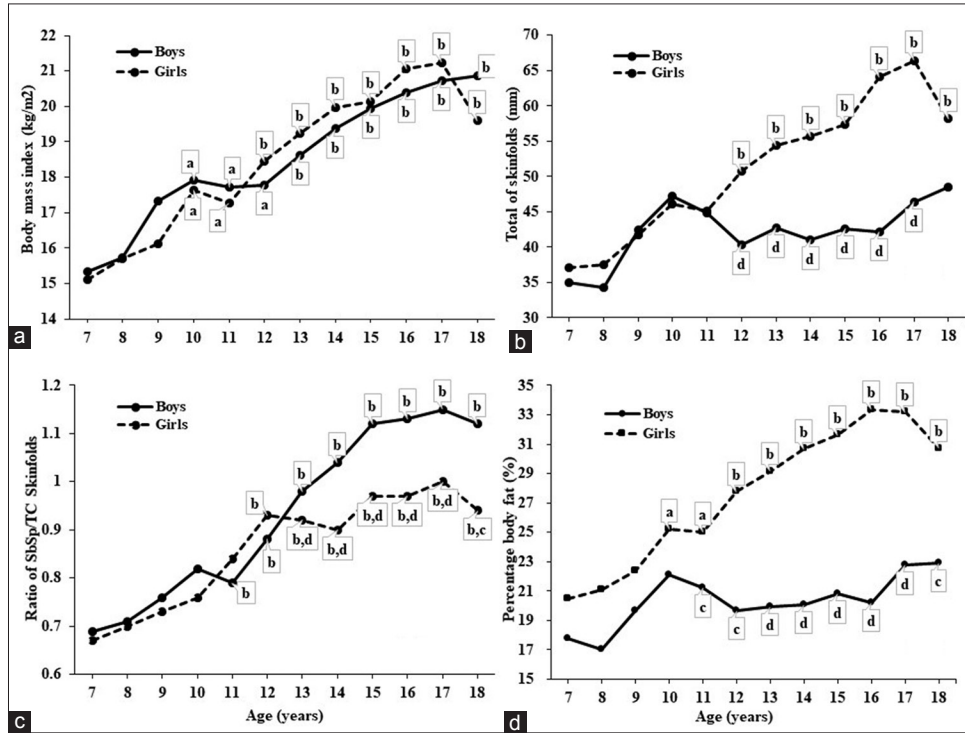 22
21
20
19
18
17
16
15
14
Body mass index (kg/m2)
Boys
Girls
a a b b b b b b b
a a a b b b b b b
7 8 9 10 11 12 13 14 15 16 17 18
a
70
65
60
55
50
45
40
35
30
Total of skinfolds (mm)
Boys
Girls
b b b b b b b
d d d d d d
7 8 9 10 11 12 13 14 15 16 17 18
b
1.2
1.1
1
0.9
0.8
0.7
0.6
Ratio of SbSp/TC Skinfolds
Boys
Girls
b b b b b b b
b b b,d b,d b,d b,d b,d b,c
7 8 9 10 11 12 13 14 15 16 17 18
Age (years)
c
35
33
31
29
27
25
23
21
19
17
15
Percentage body fat (%)
Boys
Girls
a a b b b b b b b
c c d d d d d c
7 8 9 10 11 12 13 14 15 16 17 18
Age (years)
d